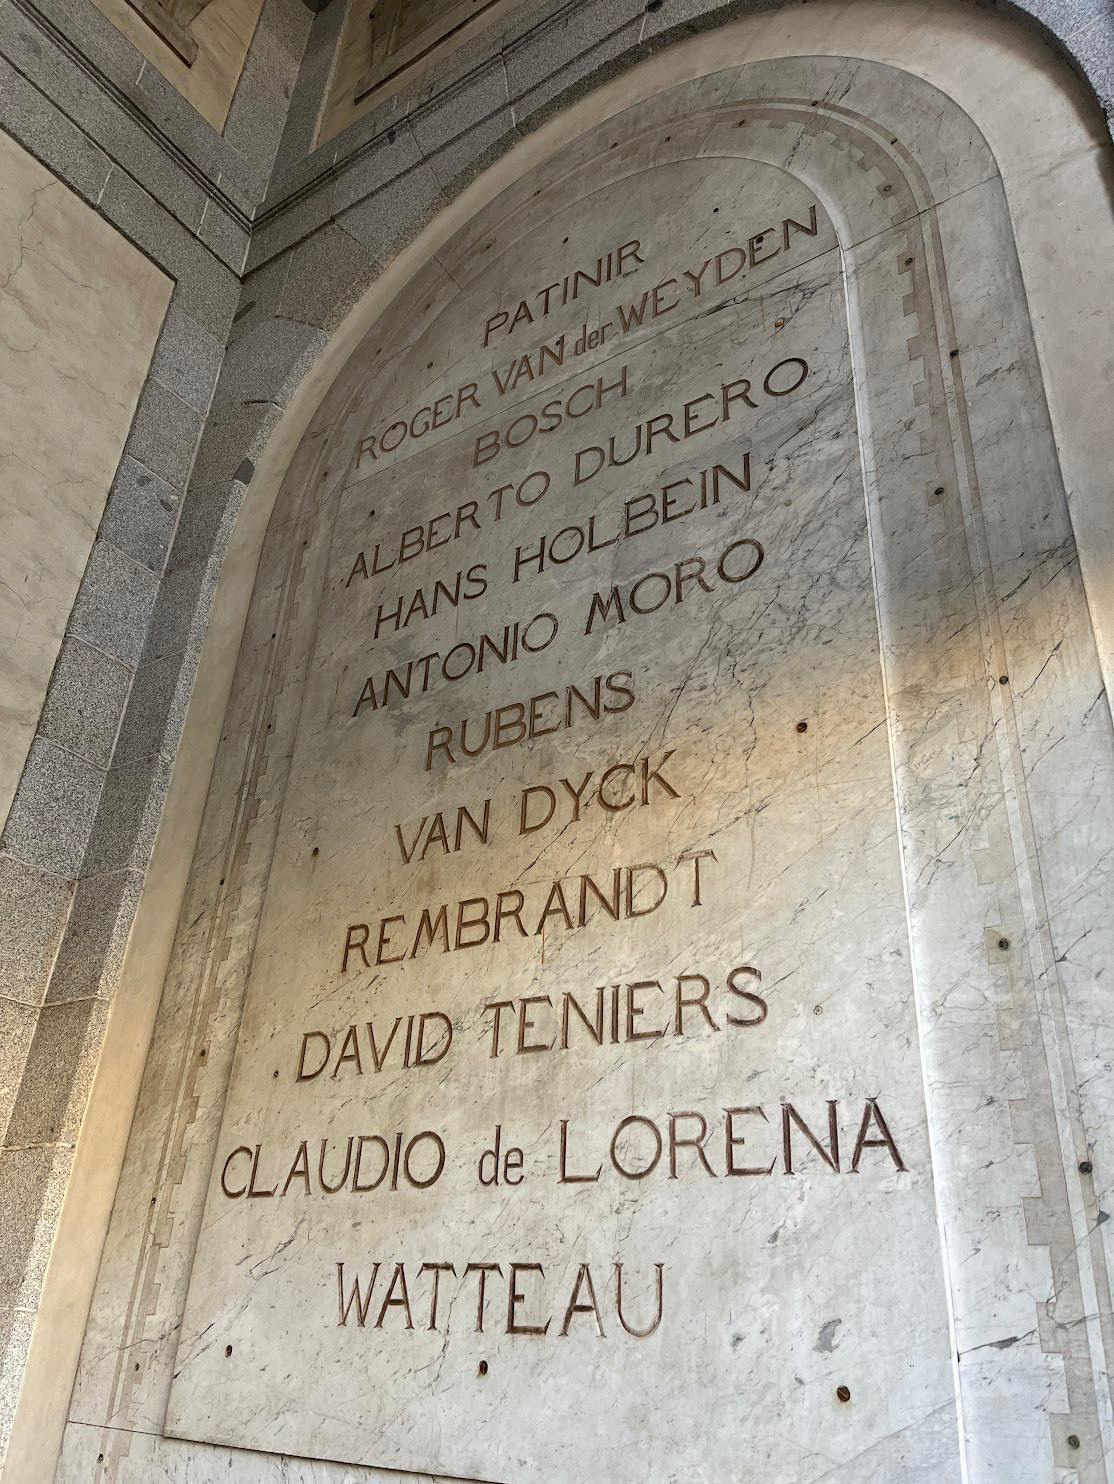 PATINIR
ROGER VAN der WEYDEN
BOSCH
ALBERTO DURERO
HANS HOLBEIN
ANTONIO MORO
RUBENS
VAN DYCK
REMBRANDT
DAVID TENIERS
CLAUDIO de LORENA
WATTEAU